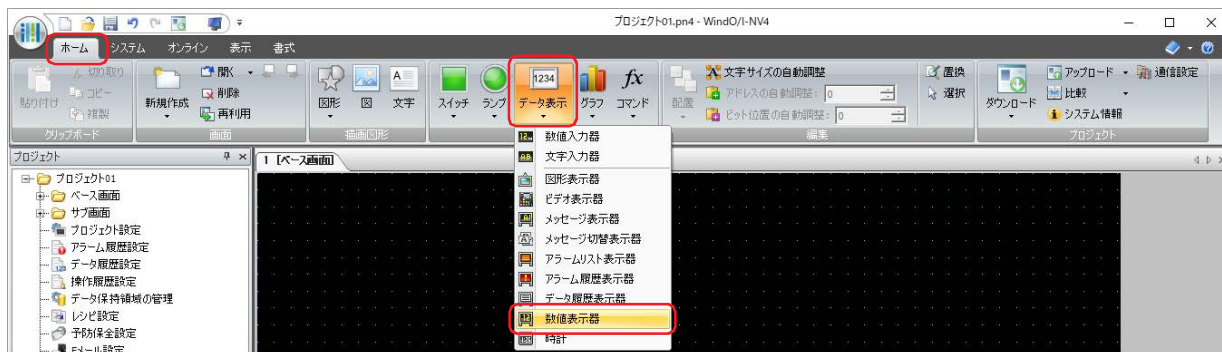 プロジェクト01.pn4 - WindO/I-NV4
ホーム システム オンライン 表示 書式
貼り付け
切り取り
コピー
複製
クリップボード
新規作成
開く
削除
再利用
画面
図形 図 文字
描画図形
スイッチ ランプ データ表示 グラフ コマンド
1234
fx
配置
文字サイズの自動調整
アドレスの自動調整: 0
ビット位置の自動調整: 0
置換
選択
編集
ダウンロード
アップロード
比較
システム情報
通信設定
プロジェクト
プロジェクト
1 [ベース画面]
プロジェクト01
ベース画面
サブ画面
プロジェクト設定
アラーム履歴設定
データ履歴設定
操作履歴設定
データ保持領域の管理
レシピ設定
予防保全設定
Eメール設定
数値入力器
文字入力器
図形表示器
ビデオ表示器
メッセージ表示器
メッセージ切替表示器
アラームリスト表示器
アラーム履歴表示器
データ履歴表示器
数値表示器
時計